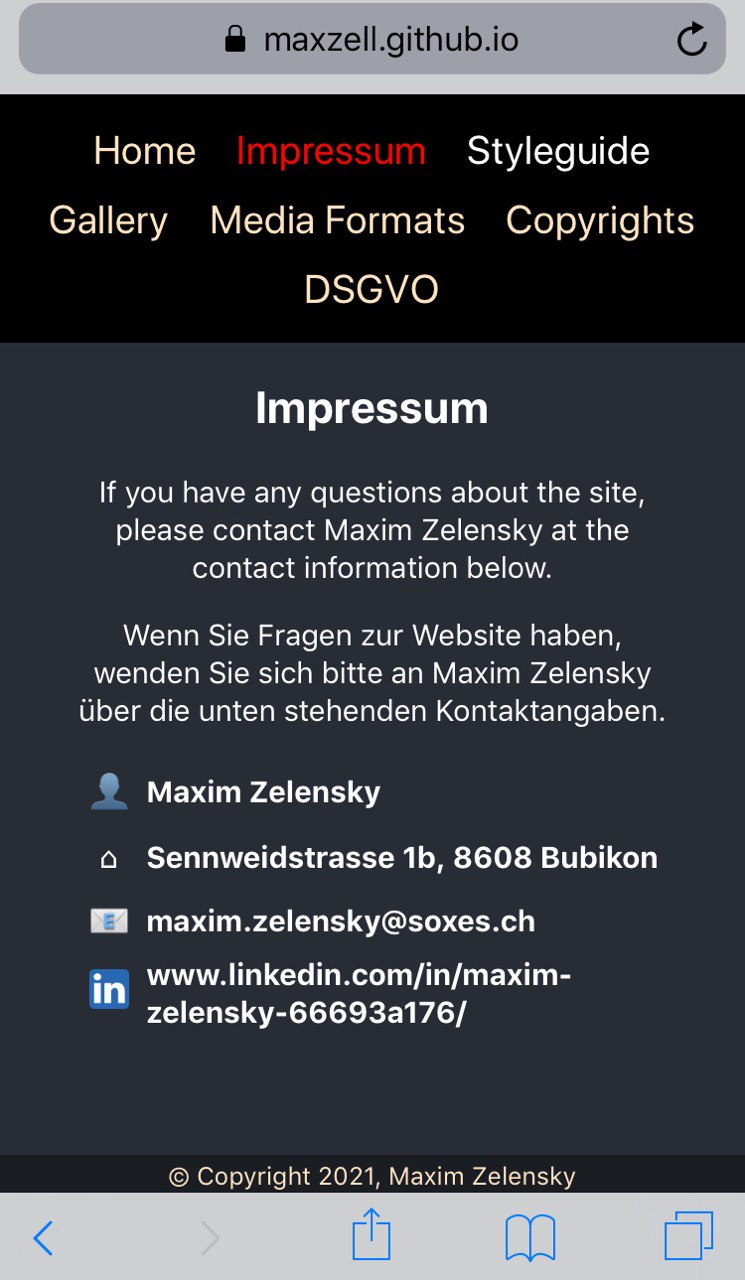 maxzell.github.io
Home Impressum Styleguide
Gallery Media Formats Copyrights
DSGVO
Impressum
If you have any questions about the site,
please contact Maxim Zelensky at the
contact information below.
Wenn Sie Fragen zur Website haben,
wenden Sie sich bitte an Maxim Zelensky
über die unten stehenden Kontaktangaben.
Maxim Zelensky
Sennweidstrasse 1b, 8608 Bubikon
maxim.zelensky@soxes.ch
in www.linkedin.com/in/maxim-
zelensky-66693a176/
© Copyright 2021, Maxim Zelensky